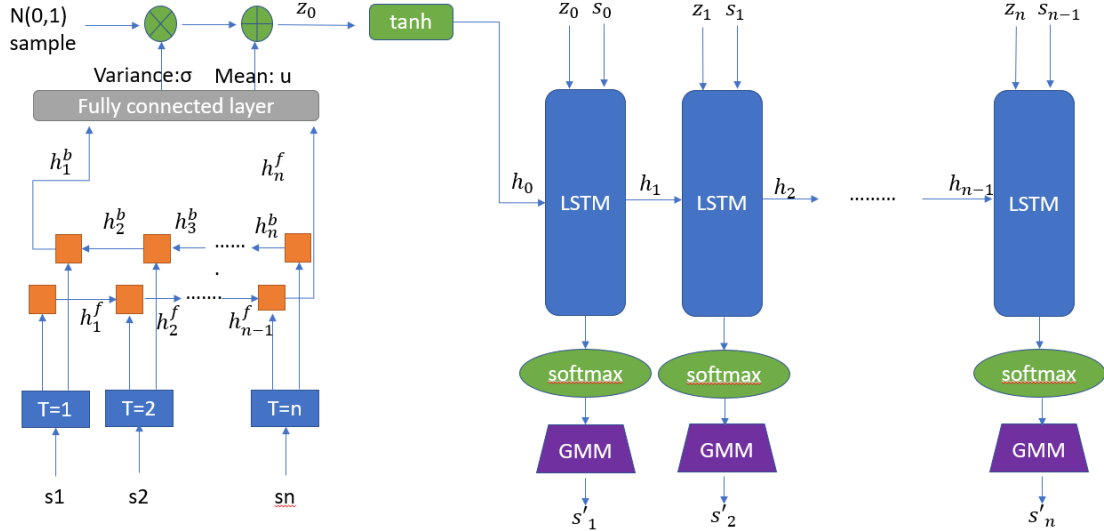 N(0,1)
sample
z₀
tanh
Variance:σ
Mean: u
Fully connected layer
h₁ᵇ
hₙᶠ
h₂ᵇ
h₃ᵇ
......
hₙᵇ
.
h₁ᶠ
h₂ᶠ
.......
hₙ₋₁ᶠ
T=1
T=2
T=n
s1
s2
sn
z₀ s₀
z₁ s₁
zₙ sₙ₋₁
h₀
LSTM
h₁
LSTM
h₂
.........
hₙ₋₁
LSTM
softmax
softmax
softmax
GMM
GMM
GMM
s'₁
s'₂
s'ₙ